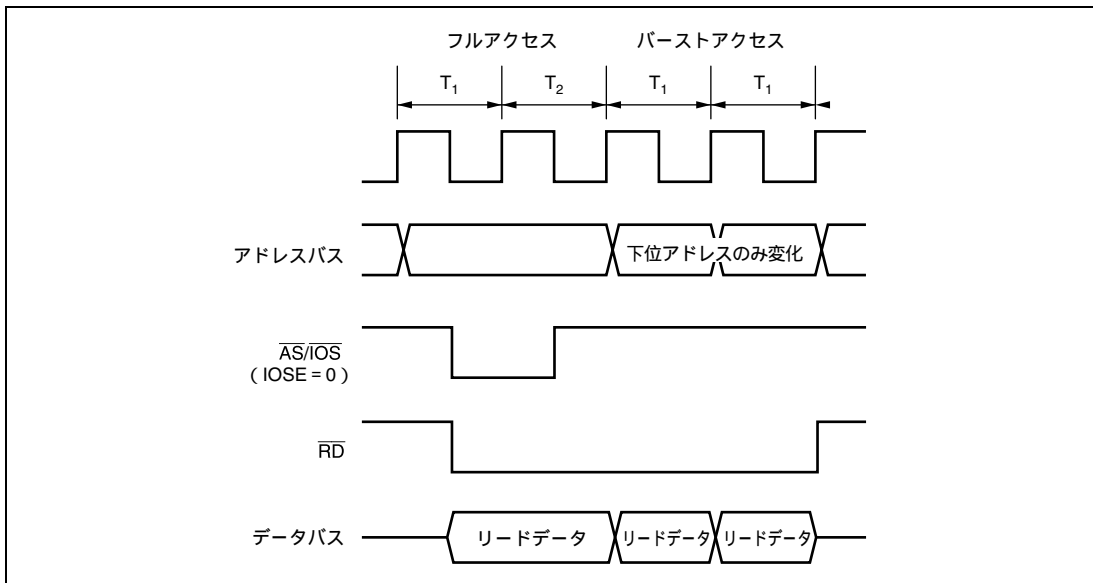 フルアクセス バーストアクセス
T₁ T₂ T₁ T₁
アドレスバス
下位アドレスのみ変化
AS/IOS
( IOSE = 0 )
RD
データバス
リードデータ リードデータ リードデータ